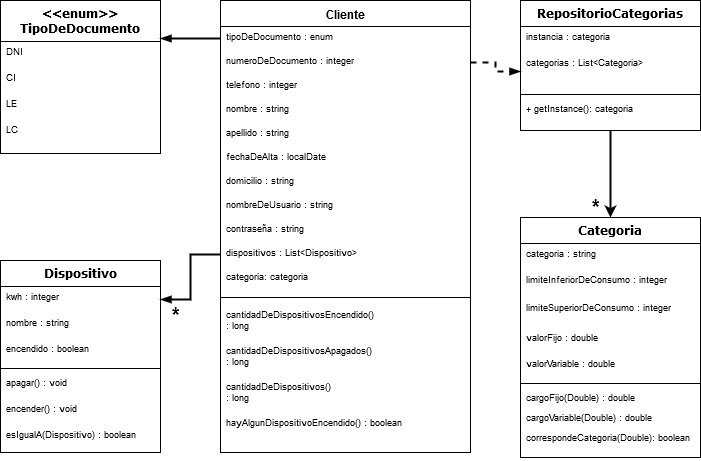 <<enum>>
TipoDeDocumento
DNI
CI
LE
LC
Cliente
tipoDeDocumento : enum
numeroDeDocumento : integer
telefono : integer
nombre : string
apellido : string
fechaDeAlta : localDate
domicilio : string
nombreDeUsuario : string
contraseña : string
dispositivos : List<Dispositivo>
categoria: categoria
cantidadDeDispositivosEncendido()
: long
cantidadDeDispositivosApagados()
: long
cantidadDeDispositivos()
: long
hayAlgunDispositivoEncendido() : boolean
RepositorioCategorias
instancia : categoria
categorias : List<Categoria>
+ getInstance(): categoria
*
Dispositivo
kwh : integer
nombre : string
encendido : boolean
apagar() : void
encender() : void
esIgualA(Dispositivo) : boolean
*
Categoria
categoria : string
limiteInferiorDeConsumo : integer
limiteSuperiorDeConsumo : integer
valorFijo : double
valorVariable : double
cargoFijo(Double) : double
cargoVariable(Double) : double
correspondeCategoria(Double): boolean